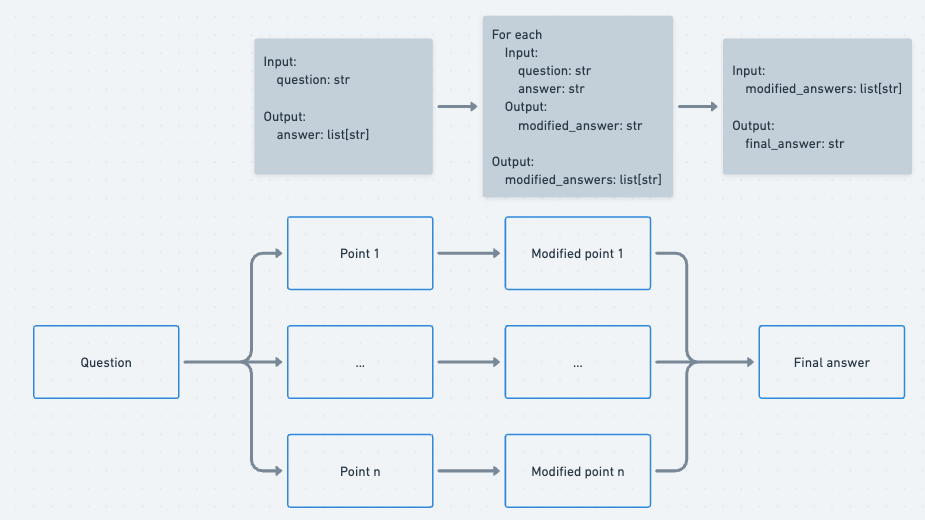 Input:
question: str
Output:
answer: list[str]
For each
Input:
question: str
answer: str
Output:
modified_answer: str
Output:
modified_answers: list[str]
Input:
modified_answers: list[str]
Output:
final_answer: str
Point 1
Modified point 1
Question
...
...
Final answer
Point n
Modified point n